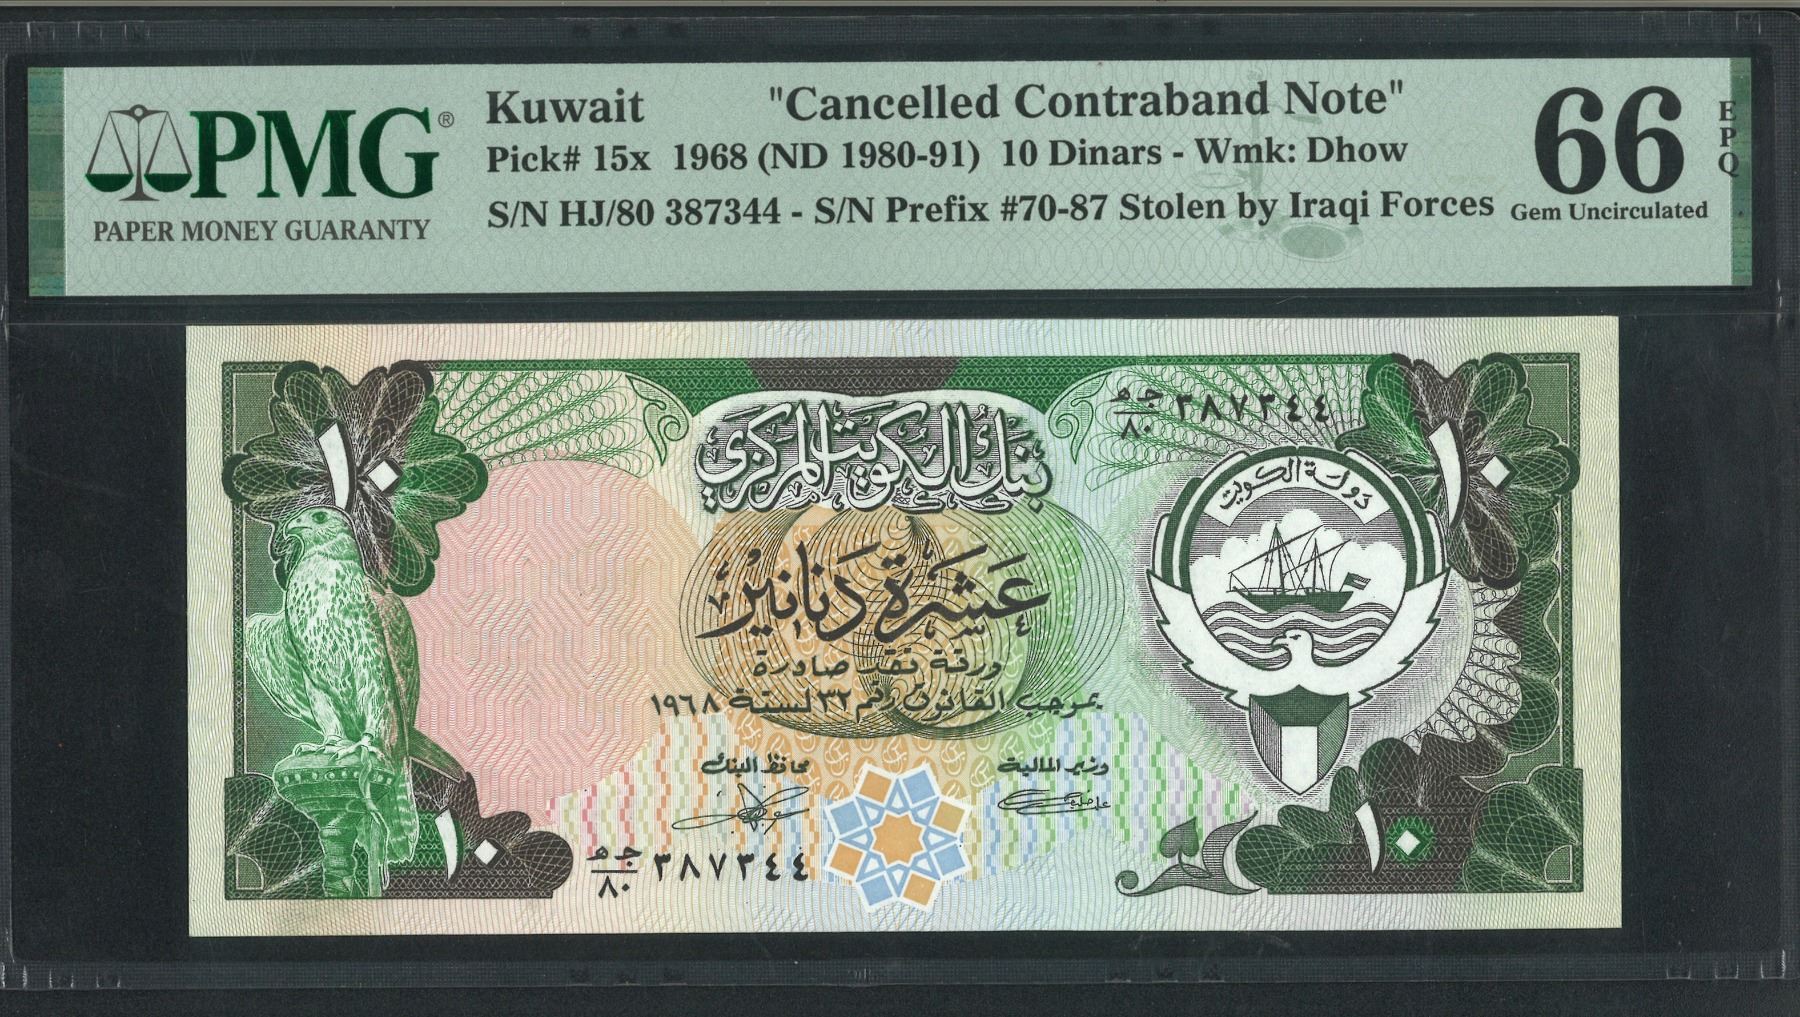 PMG®
PAPER MONEY GUARANTY
Kuwait "Cancelled Contraband Note"
Pick# 15x 1968 (ND 1980-91) 10 Dinars - Wmk: Dhow
S/N HJ/80 387344 - S/N Prefix #70-87 Stolen by Iraqi Forces
66 EPQ
Gem Uncirculated
١٠
بنك الكويت المركزي
٣٨٧٣٤٤
٨٠
١٠
دولة الكويت
عشرة دنانير
ورقة نقد صادرة
بموجب القانون رقم ٣٢ لسنة ١٩٦٨
وزير المالية
محافظ البنك
١٠
٣٨٧٣٤٤
٨٠
١٠